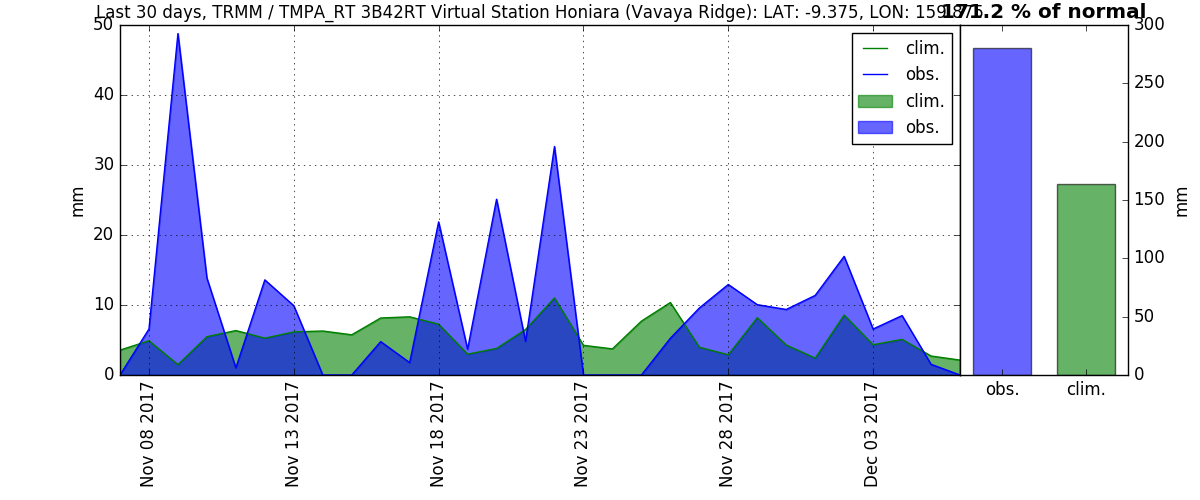 Last 30 days, TRMM / TMPA_RT 3B42RT Virtual Station Honiara (Vavaya Ridge): LAT: -9.375, LON:
171.2 % of normal
50
40
30
20
10
0
mm
clim.
obs.
clim.
obs.
300
250
200
150
100
50
0
mm
Nov 08 2017
Nov 13 2017
Nov 18 2017
Nov 23 2017
Nov 28 2017
Dec 03 2017
obs.
clim.